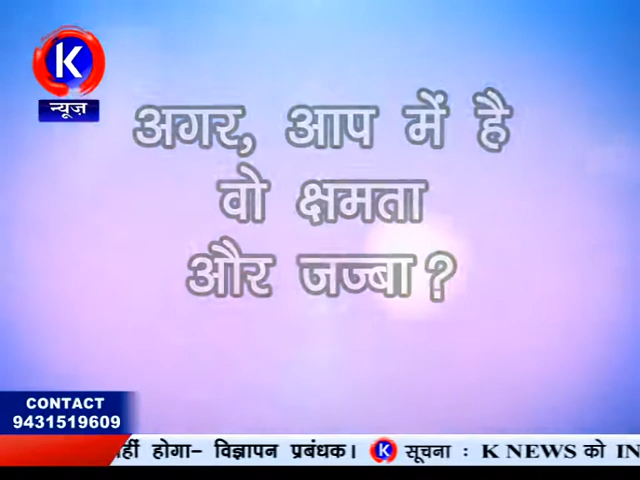 K
न्यूज़
अगर, आप में है
वो क्षमता
और जज्बा ?
CONTACT
9431519609
होगा- विज्ञापन प्रबंधक। K सूचना : K NEWS को